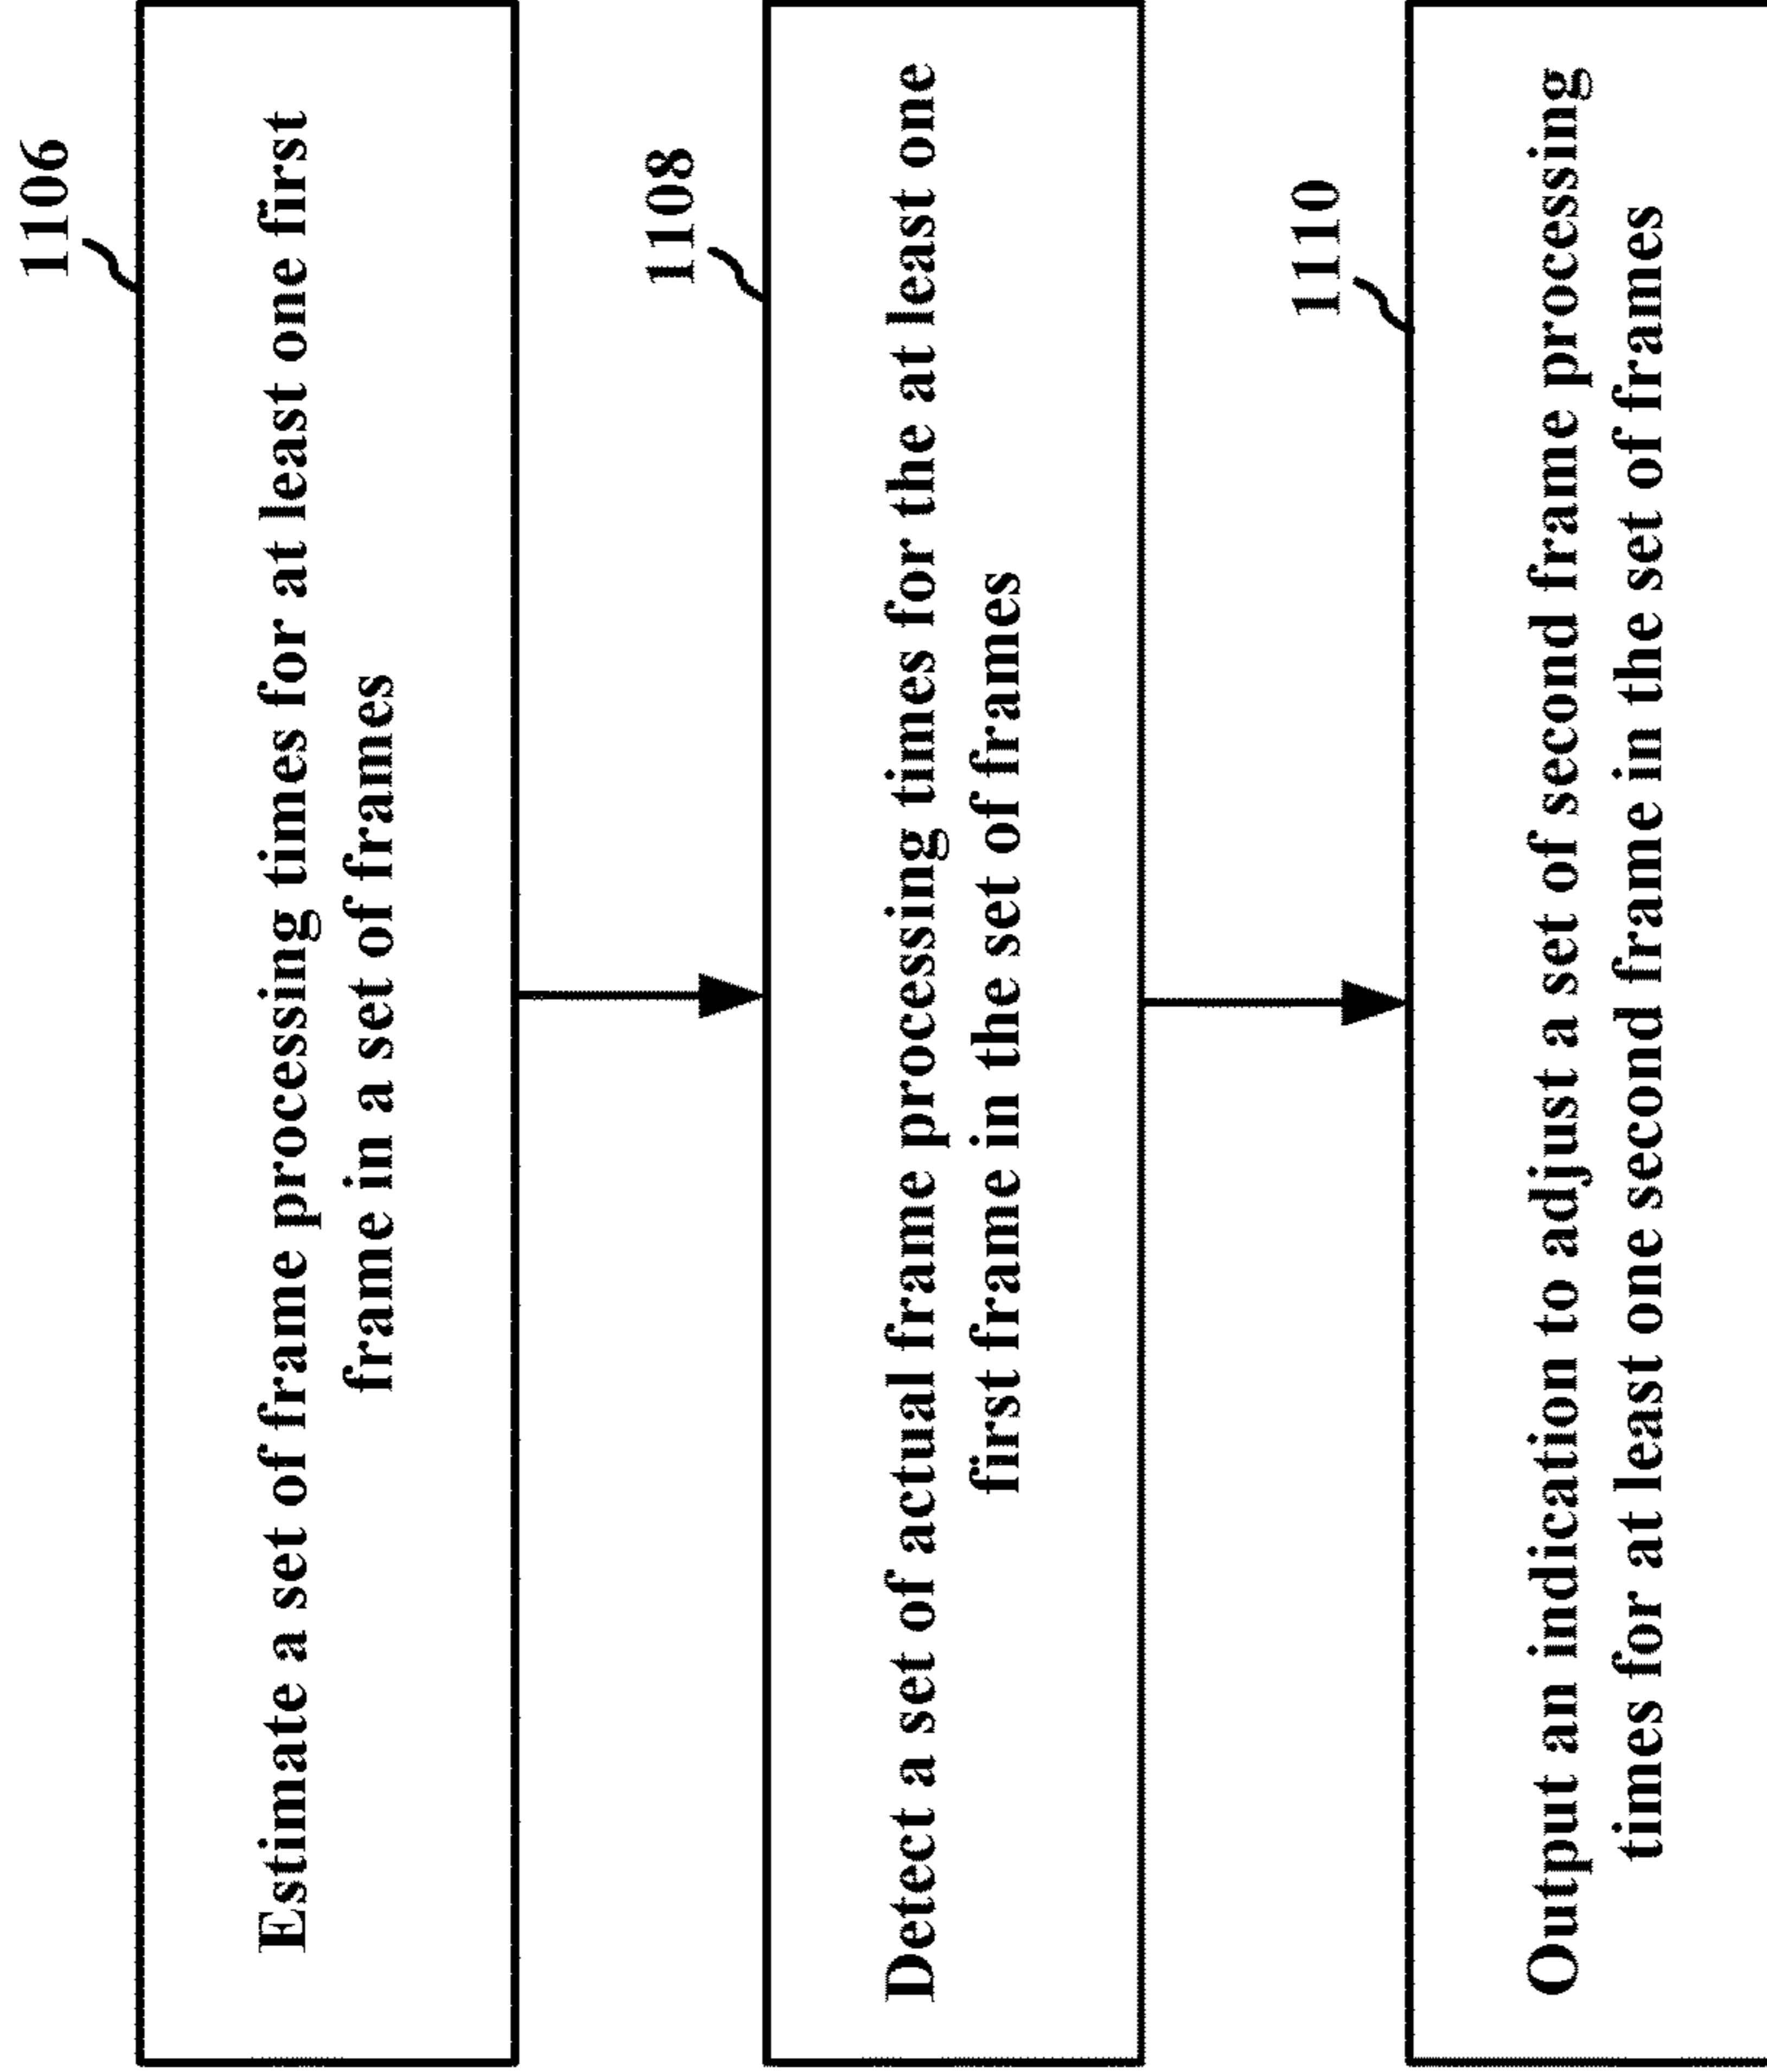 1106
Estimate a set of frame processing times for at least one first
frame in a set of frames
1108
Detect a set of actual frame processing times for the at least one
first frame in the set of frames
1110
Output an indication to adjust a set of second frame processing
times for at least one second frame in the set of frames